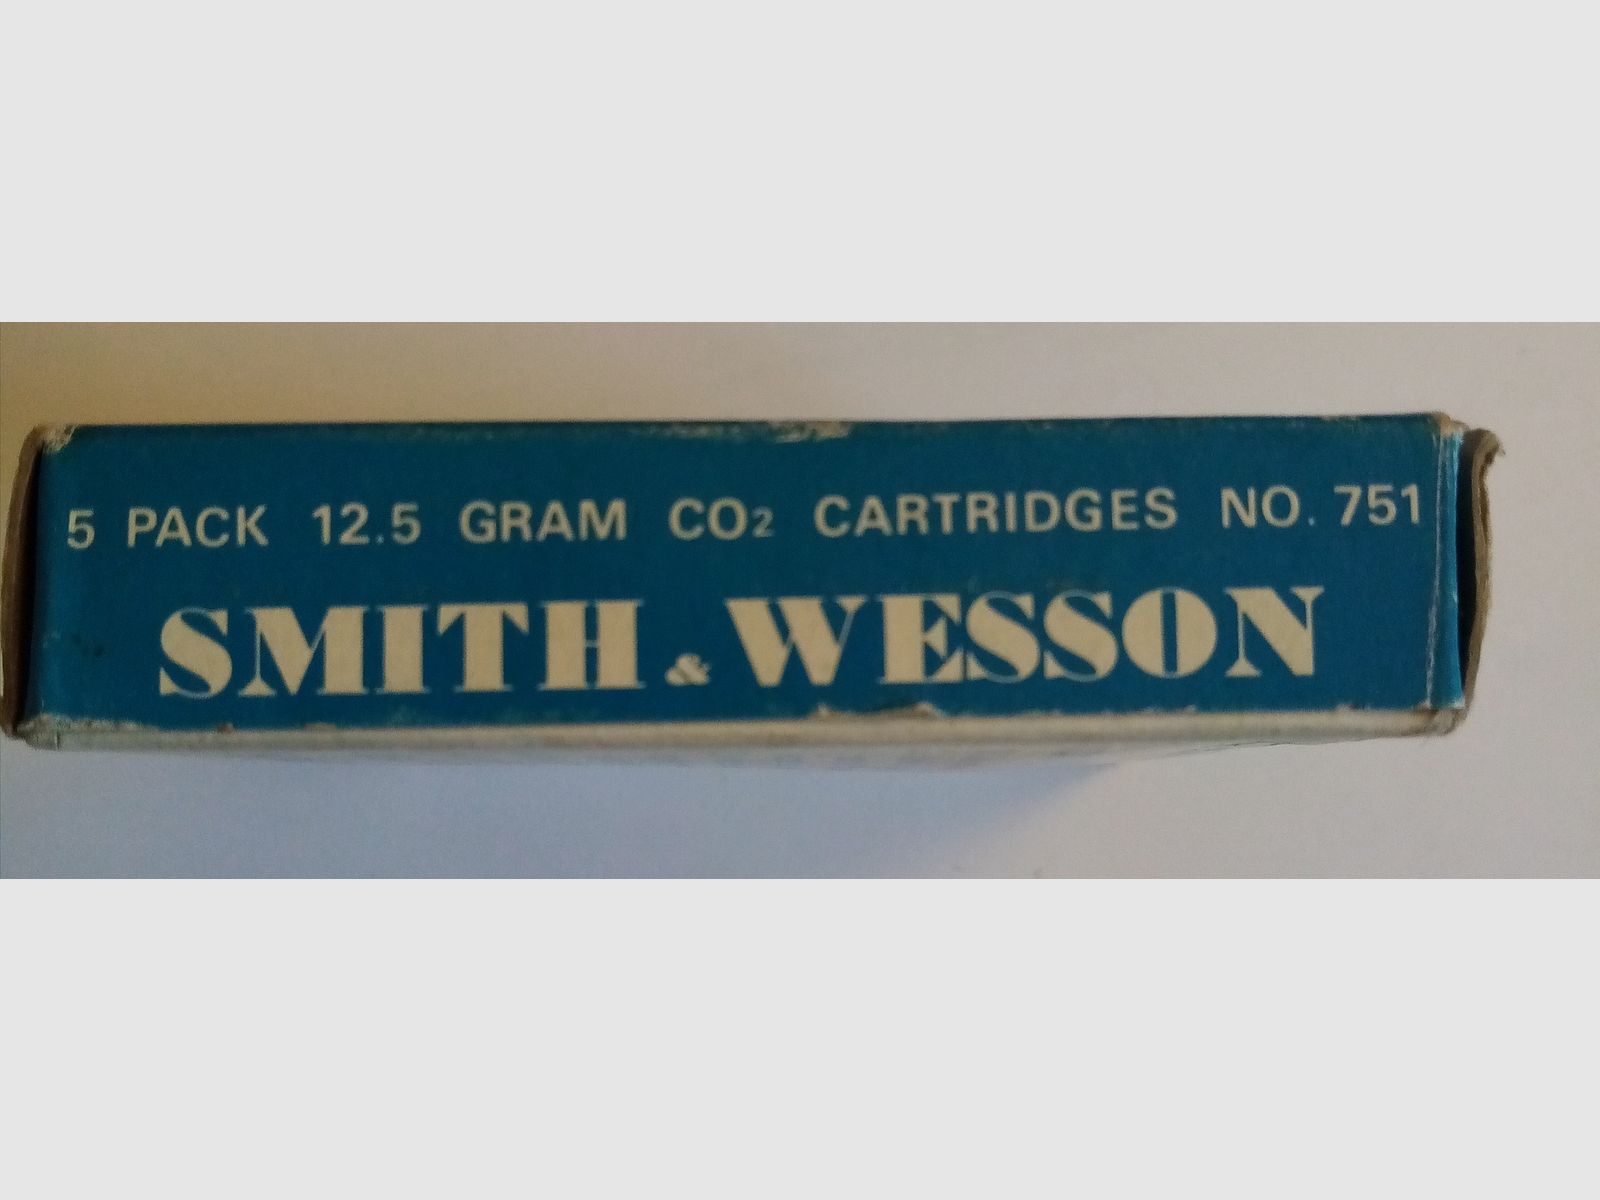 5 PACK 12.5 GRAM CO₂ CARTRIDGES NO. 751
SMITH & WESSON